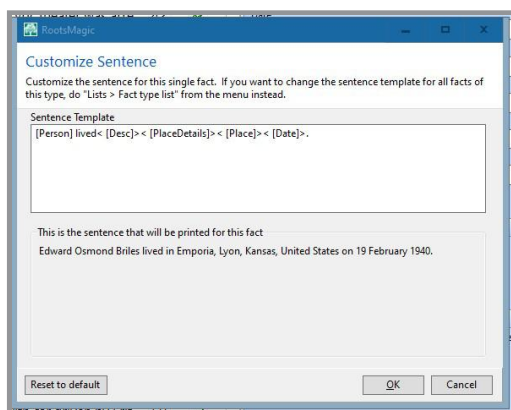 RootsMagic
Customize Sentence
Customize the sentence for this single fact. If you want to change the sentence template for all facts of
this type, do "Lists > Fact type list" from the menu instead.
Sentence Template
[Person] lived< [Desc]>< [PlaceDetails]>< [Place]>< [Date]>.
This is the sentence that will be printed for this fact
Edward Osmond Briles lived in Emporia, Lyon, Kansas, United States on 19 February 1940.
Reset to default
OK
Cancel